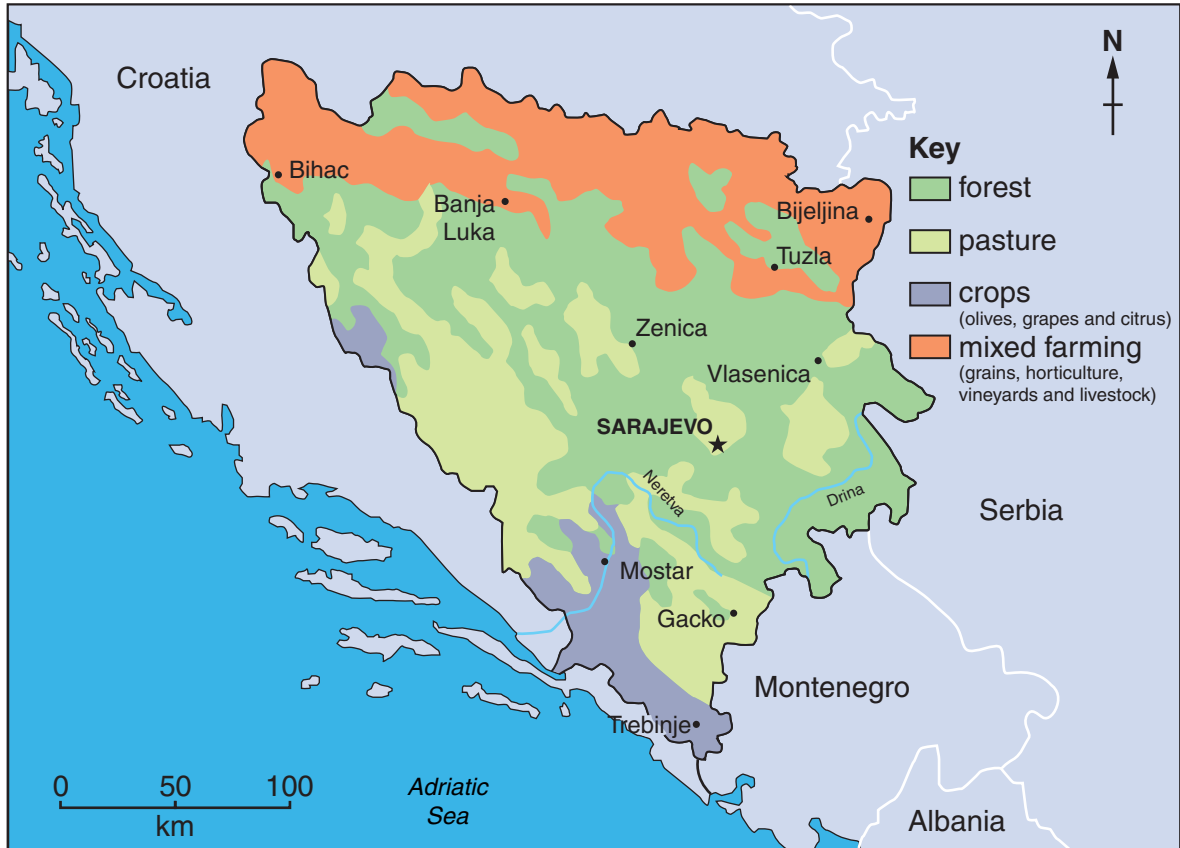 Croatia
N
Key
forest
pasture
crops
(olives, grapes and citrus)
mixed farming
(grains, horticulture,
vineyards and livestock)
Bihac
Banja
Luka
Bijeljina
Tuzla
Zenica
Vlasenica
SARAJEVO
Neretva
Drina
Serbia
Mostar
Gacko
Montenegro
Trebinje
0 50 100
km
Adriatic
Sea
Albania